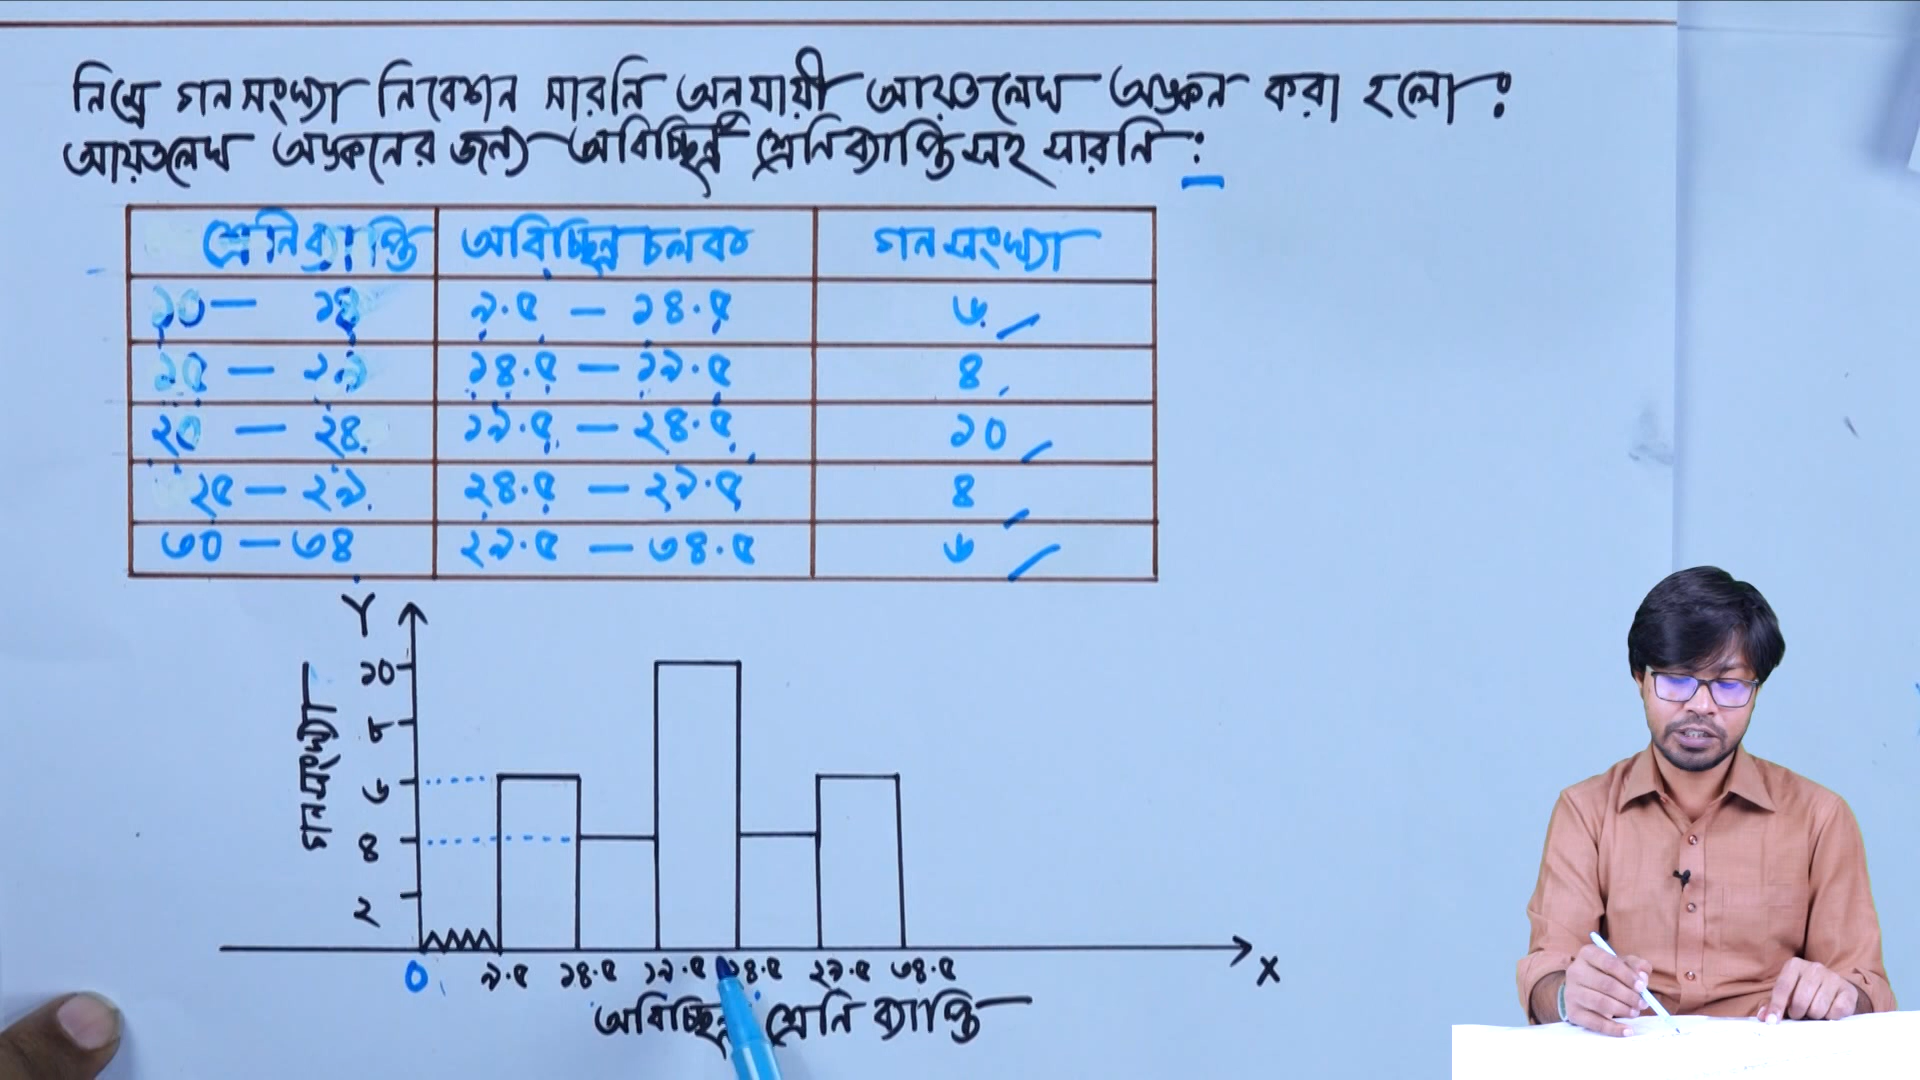 নিম্নে গনসংখ্যা নিবেশন সারনি অনুযায়ী আয়তলেখ অঙ্কন করা হলো :
আয়তলেখ অঙ্কনের জন্য অবিচ্ছিন্ন শ্রেনিব্যাপ্তি সহ সারনি :
শ্রেনিব্যাপ্তি অবিচ্ছিন্ন চলক গনসংখ্যা
১০ — ১৪ ৯.৫ — ১৪.৫ ৬
১৫ — ১৯ ১৪.৫ — ১৯.৫ ৪
২০ — ২৪ ১৯.৫ — ২৪.৫ ১০
২৫ — ২৯ ২৪.৫ — ২৯.৫ ৪
৩০ — ৩৪ ২৯.৫ — ৩৪.৫ ৬
Y
১০
৮
৬
৪
২
গনসংখ্যা
0 ৯.৫ ১৪.৫ ১৯.৫ ২৪.৫ ২৯.৫ ৩৪.৫ X
অবিচ্ছিন্ন শ্রেনি ব্যাপ্তি